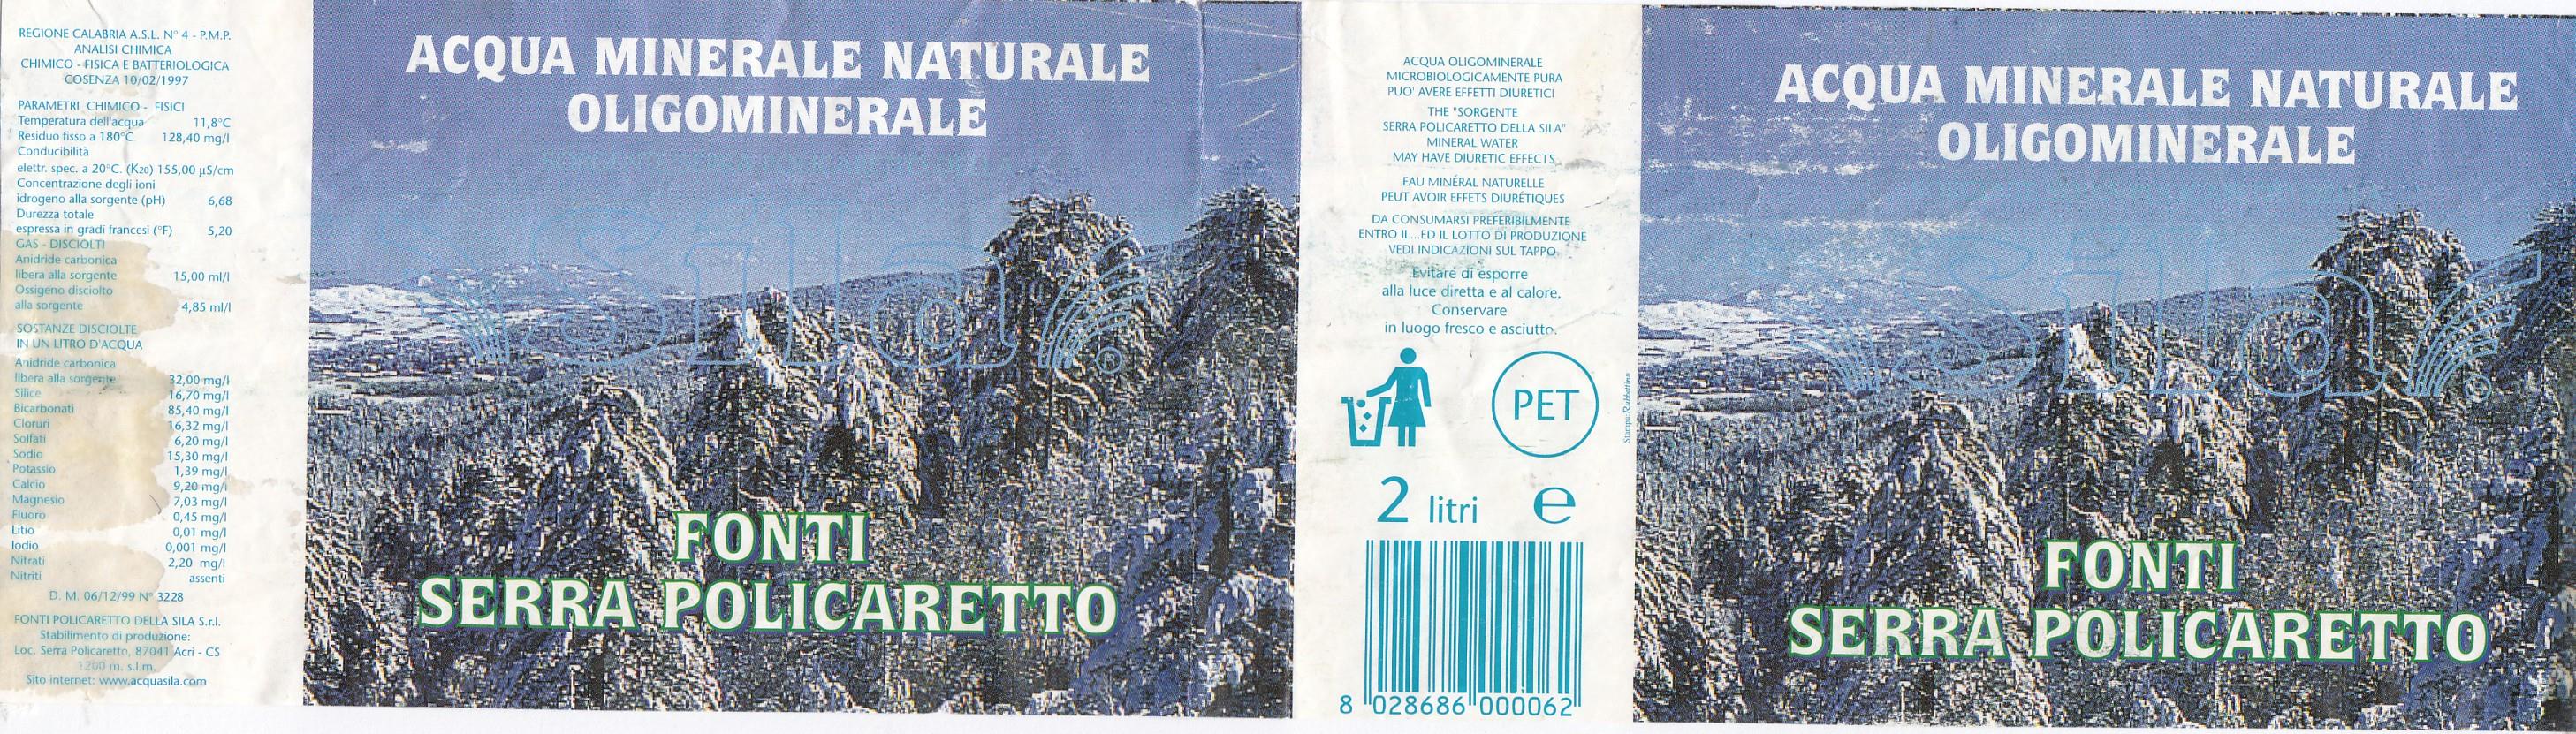 REGIONE CALABRIA A.S.L. N° 4 - P.M.P.
ANALISI CHIMICA
CHIMICO - FISICA E BATTERIOLOGICA
COSENZA 10/02/1997
PARAMETRI CHIMICO - FISICI
Temperatura dell'acqua 11,8°C
Residuo fisso a 180°C 128,40 mg/l
Conducibilità
elettr. spec. a 20°C. (K20) 155,00 µS/cm
Concentrazione degli ioni
idrogeno alla sorgente (pH) 6,68
Durezza totale
espressa in gradi francesi (°F) 5,20
GAS - DISCIOLTI
Anidride carbonica
libera alla sorgente 15,00 ml/l
Ossigeno disciolto
alla sorgente 4,85 ml/l
SOSTANZE DISCIOLTE
IN UN LITRO D'ACQUA
Anidride carbonica
libera alla sorgente 32,00 mg/l
Silice 16,70 mg/l
Bicarbonati 85,40 mg/l
Cloruri 16,32 mg/l
Solfati 6,20 mg/l
Sodio 15,30 mg/l
Potassio 1,39 mg/l
Calcio 9,20 mg/l
Magnesio 7,03 mg/l
Fluoro 0,45 mg/l
Litio 0,01 mg/l
Iodio 0,001 mg/l
Nitrati 2,20 mg/l
Nitriti assenti
D. M. 06/12/99 N° 3228
FONTI POLICARETTO DELLA SILA S.r.l.
Stabilimento di produzione:
Loc. Serra Policaretto, 87041 Acri - CS
1200 m. s.l.m.
Sito internet: www.acquasila.com
ACQUA MINERALE NATURALE
OLIGOMINERALE
Sila ®
FONTI
SERRA POLICARETTO
ACQUA OLIGOMINERALE
MICROBIOLOGICAMENTE PURA
PUO' AVERE EFFETTI DIURETICI
THE "SORGENTE
SERRA POLICARETTO DELLA SILA"
MINERAL WATER
MAY HAVE DIURETIC EFFECTS
EAU MINÉRAL NATURELLE
PEUT AVOIR EFFETS DIURÉTIQUES
DA CONSUMARSI PREFERIBILMENTE
ENTRO IL...ED IL LOTTO DI PRODUZIONE
VEDI INDICAZIONI SUL TAPPO
Evitare di esporre
alla luce diretta e al calore.
Conservare
in luogo fresco e asciutto.
PET
2 litri e
8 028686 000062
Stampa: Rubbettino
ACQUA MINERALE NATURALE
OLIGOMINERALE
Sila ®
FONTI
SERRA POLICARETTO